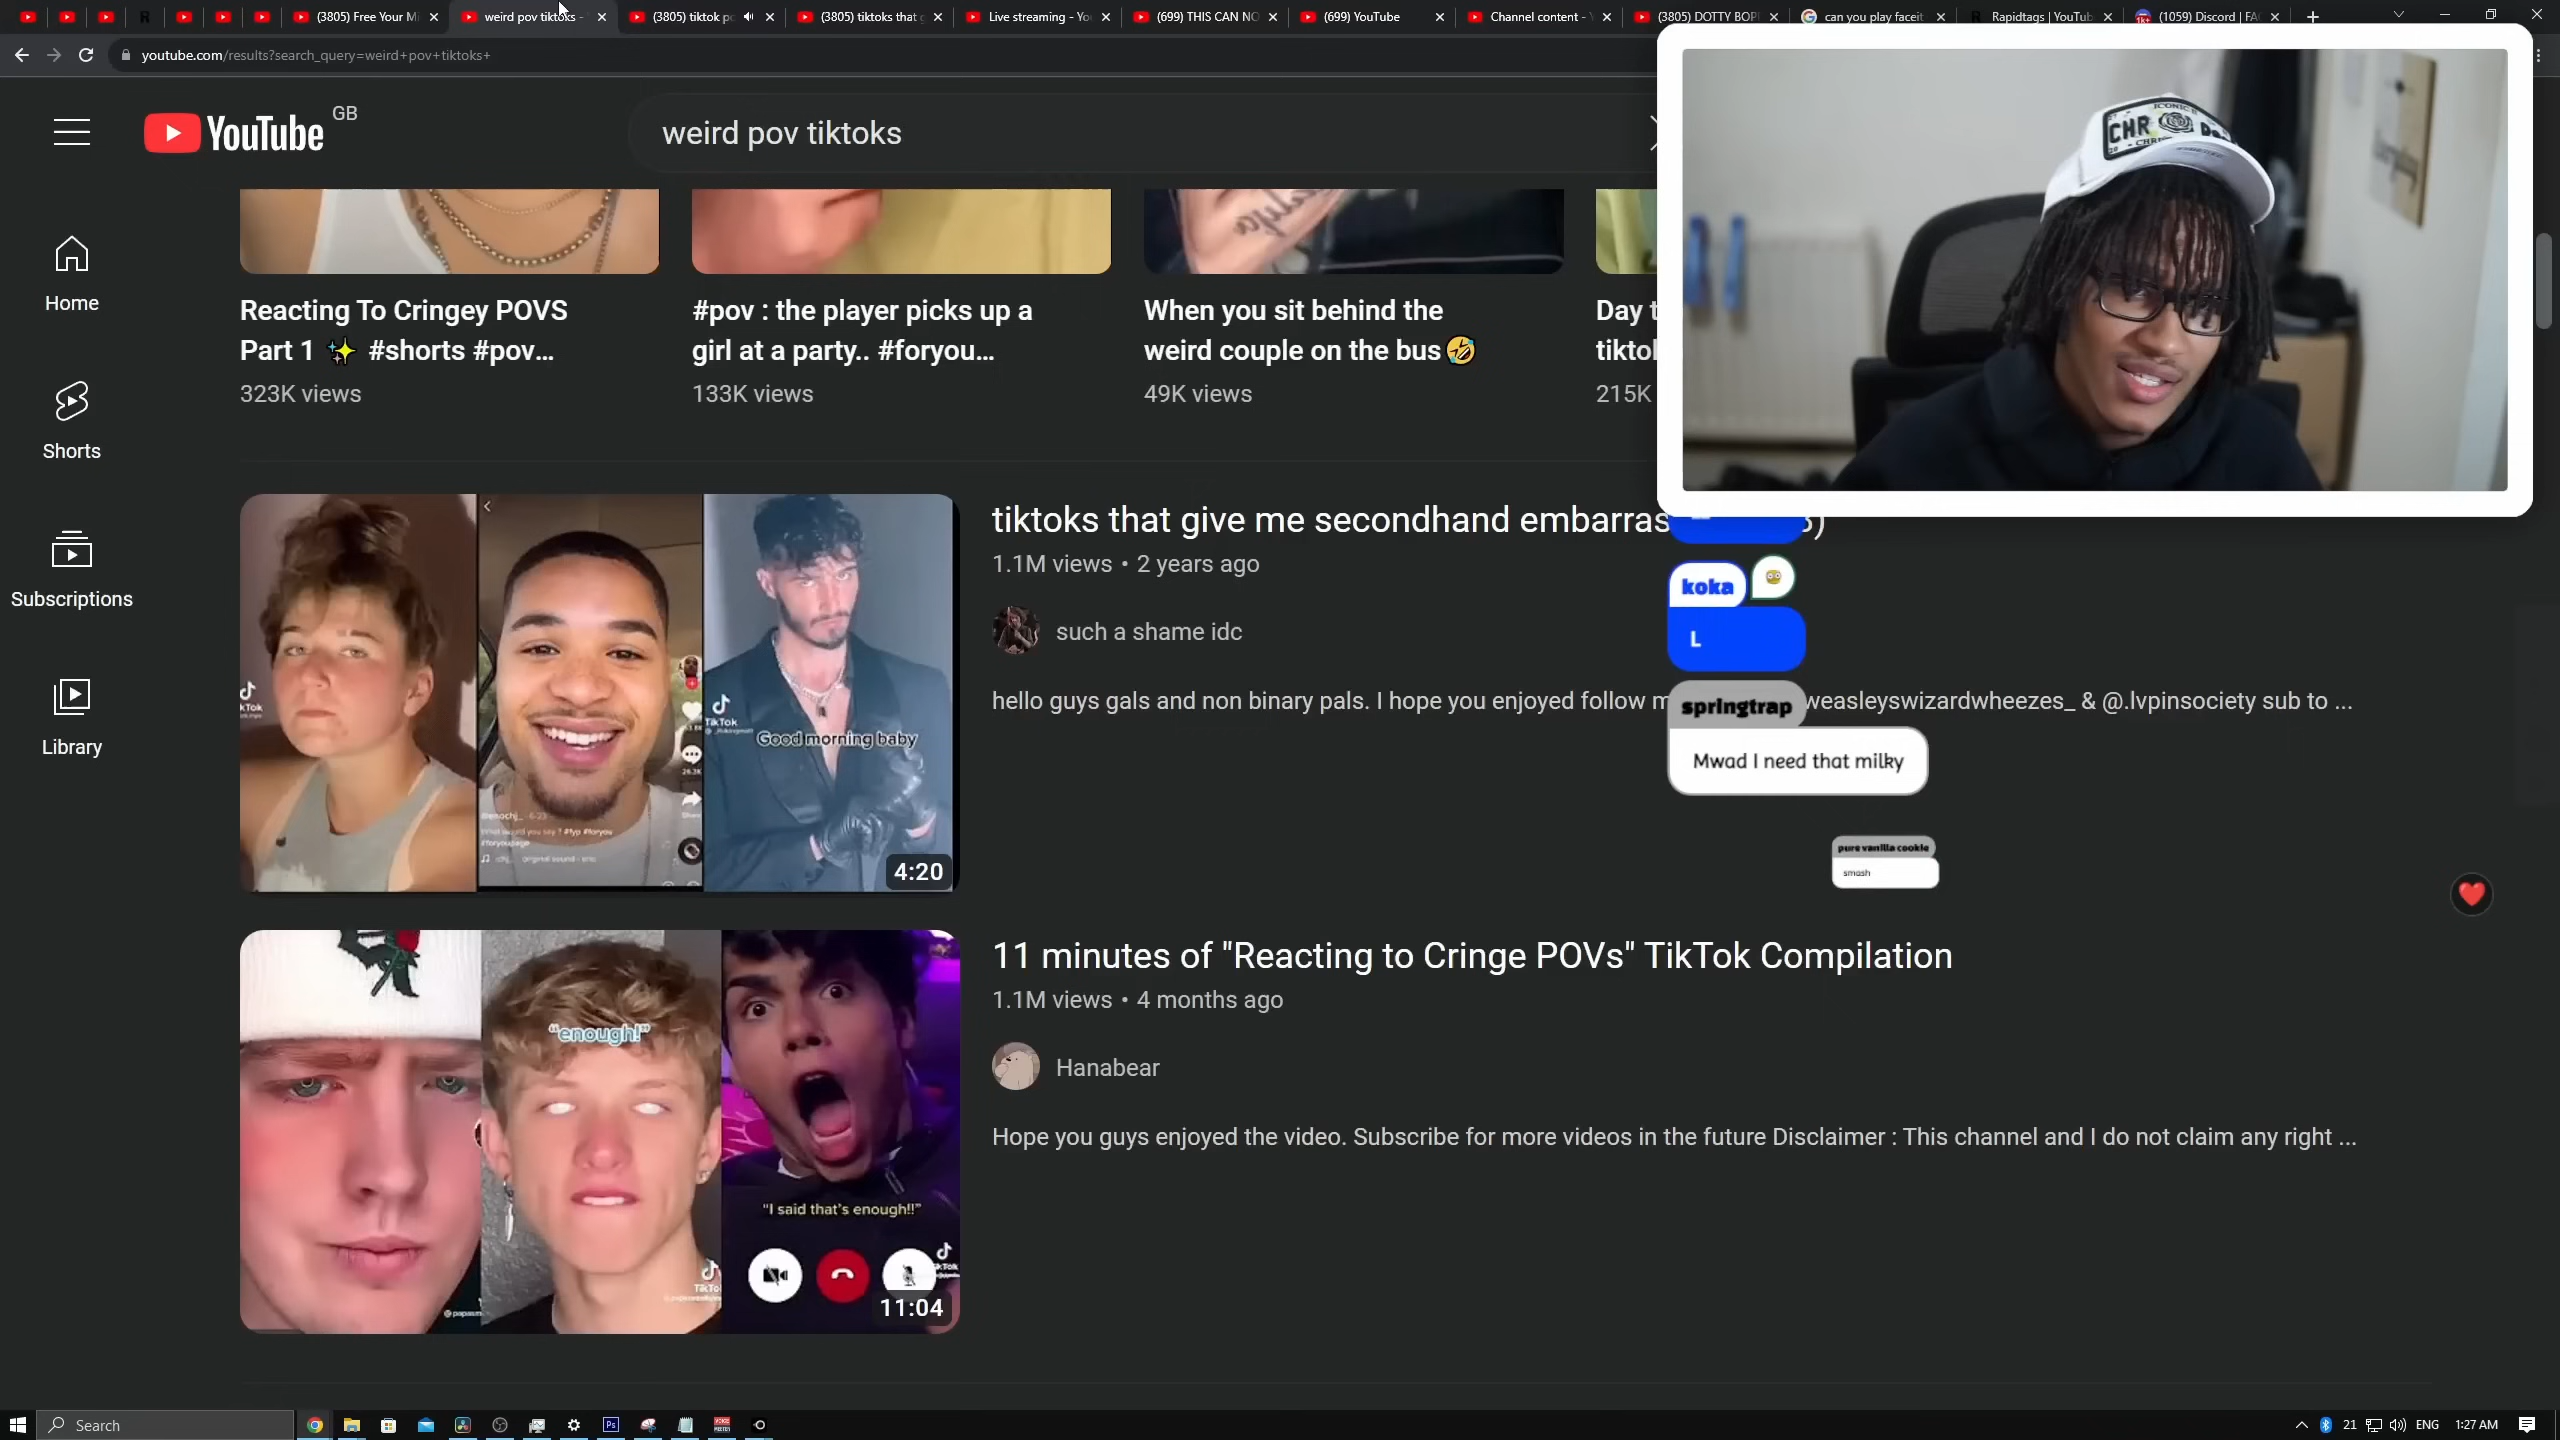 (3805) Free Your Mi
weird pov tiktoks -
(3805) tiktok po
(3805) tiktoks that g
Live streaming - You
(699) THIS CAN NO
(699) YouTube
Channel content - Y
(3805) DOTTY BOP
can you play faceit
Rapidtags | YouTub
(1059) Discord | FAC
youtube.com/results?search_query=weird+pov+tiktoks+
YouTube GB
weird pov tiktoks
CHR
Home
Shorts
Subscriptions
Library
Reacting To Cringey POVS
Part 1 ✨ #shorts #pov...
323K views
#pov : the player picks up a
girl at a party.. #foryou...
133K views
When you sit behind the
weird couple on the bus🤣
49K views
Day t
tiktol
215K
tiktoks that give me secondhand embarras
1.1M views • 2 years ago
such a shame idc
hello guys gals and non binary pals. I hope you enjoyed follow m weasleyswizardwheezes_ & @.lvpinsociety sub to ...
TikTok
Good morning baby
4:20
koka
L
springtrap
Mwad I need that milky
pure vanilla cookie
smash
11 minutes of "Reacting to Cringe POVs" TikTok Compilation
1.1M views • 4 months ago
Hanabear
Hope you guys enjoyed the video. Subscribe for more videos in the future Disclaimer : This channel and I do not claim any right ...
"enough!"
"I said that's enough!!"
11:04
Search
21
ENG
1:27 AM